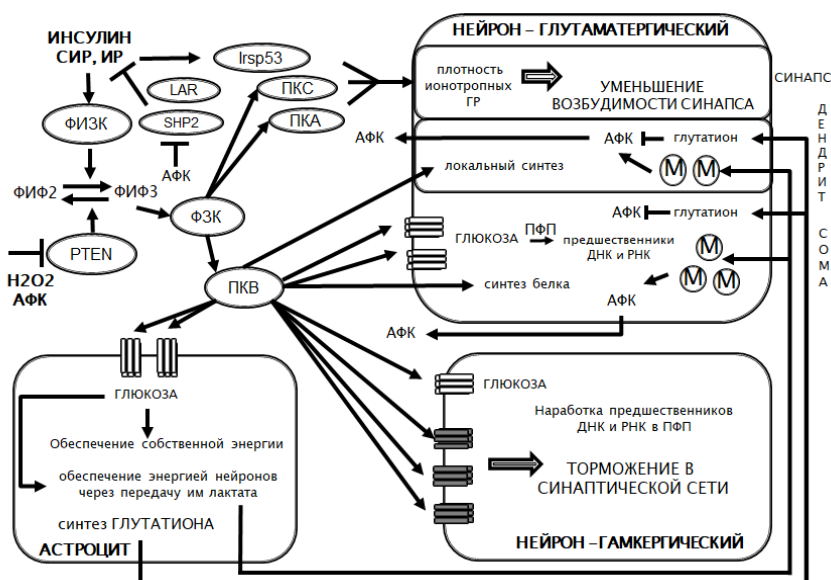 ИНСУЛИН
СИР, ИР
Irsp53
LAR
SHP2
ПКС
ПКА
ФИЗК
АФК
ФИФ2
ФИФ3
ФЗК
PTEN
H2O2
АФК
ПКВ
НЕЙРОН – ГЛУТАМАТЕРГИЧЕСКИЙ
плотность
ионотропных
ГР
УМЕНЬШЕНИЕ
ВОЗБУДИМОСТИ СИНАПСА
СИНАПС
АФК
АФК
глутатион
локальный синтез
М М
ДЕНДРИТ
АФК
глутатион
ГЛЮКОЗА
ПФП
предшественники
ДНК и РНК
М
М М
синтез белка
АФК
СОМА
АФК
ГЛЮКОЗА
Обеспечение собственной энергии
обеспечение энергией нейронов
через передачу им лактата
синтез ГЛУТАТИОНА
АСТРОЦИТ
ГЛЮКОЗА
Наработка предшественников
ДНК и РНК в ПФП
ТОРМОЖЕНИЕ В
СИНАПТИЧЕСКОЙ СЕТИ
НЕЙРОН –ГАМКЕРГИЧЕСКИЙ